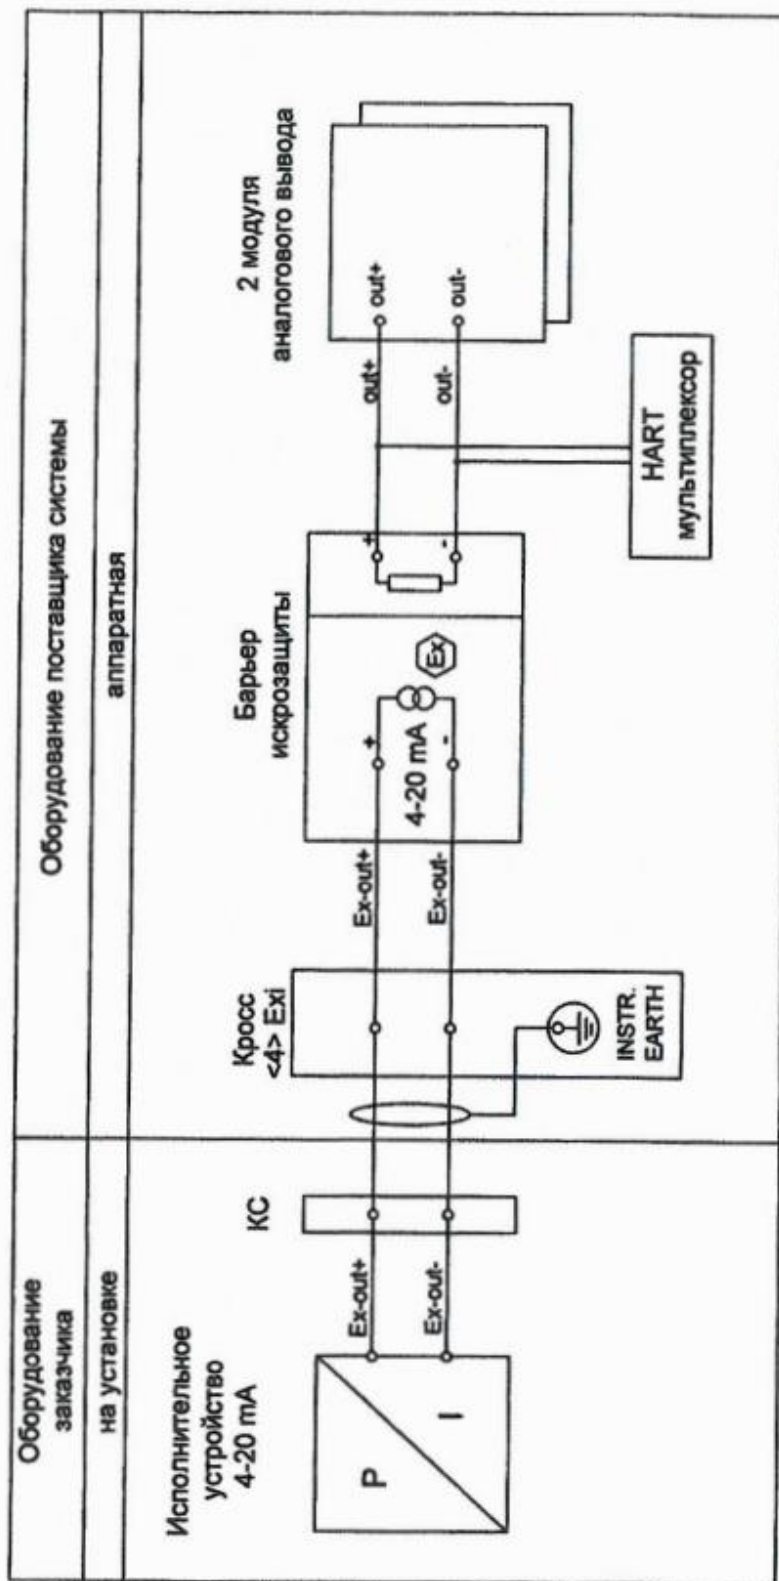 Оборудование
заказчика
Оборудование поставщика системы
на установке
аппаратная
Исполнительное
устройство
4-20 mA
P
I
Ex-out+
Ex-out-
КС
Кросс
<4> Exi
INSTR.
EARTH
Ex-out+
Ex-out-
Барьер
искрозащиты
+
-
4-20 mA
Ex
+
-
out+
out-
2 модуля
аналогового вывода
out+
out-
HART
мультиплексор